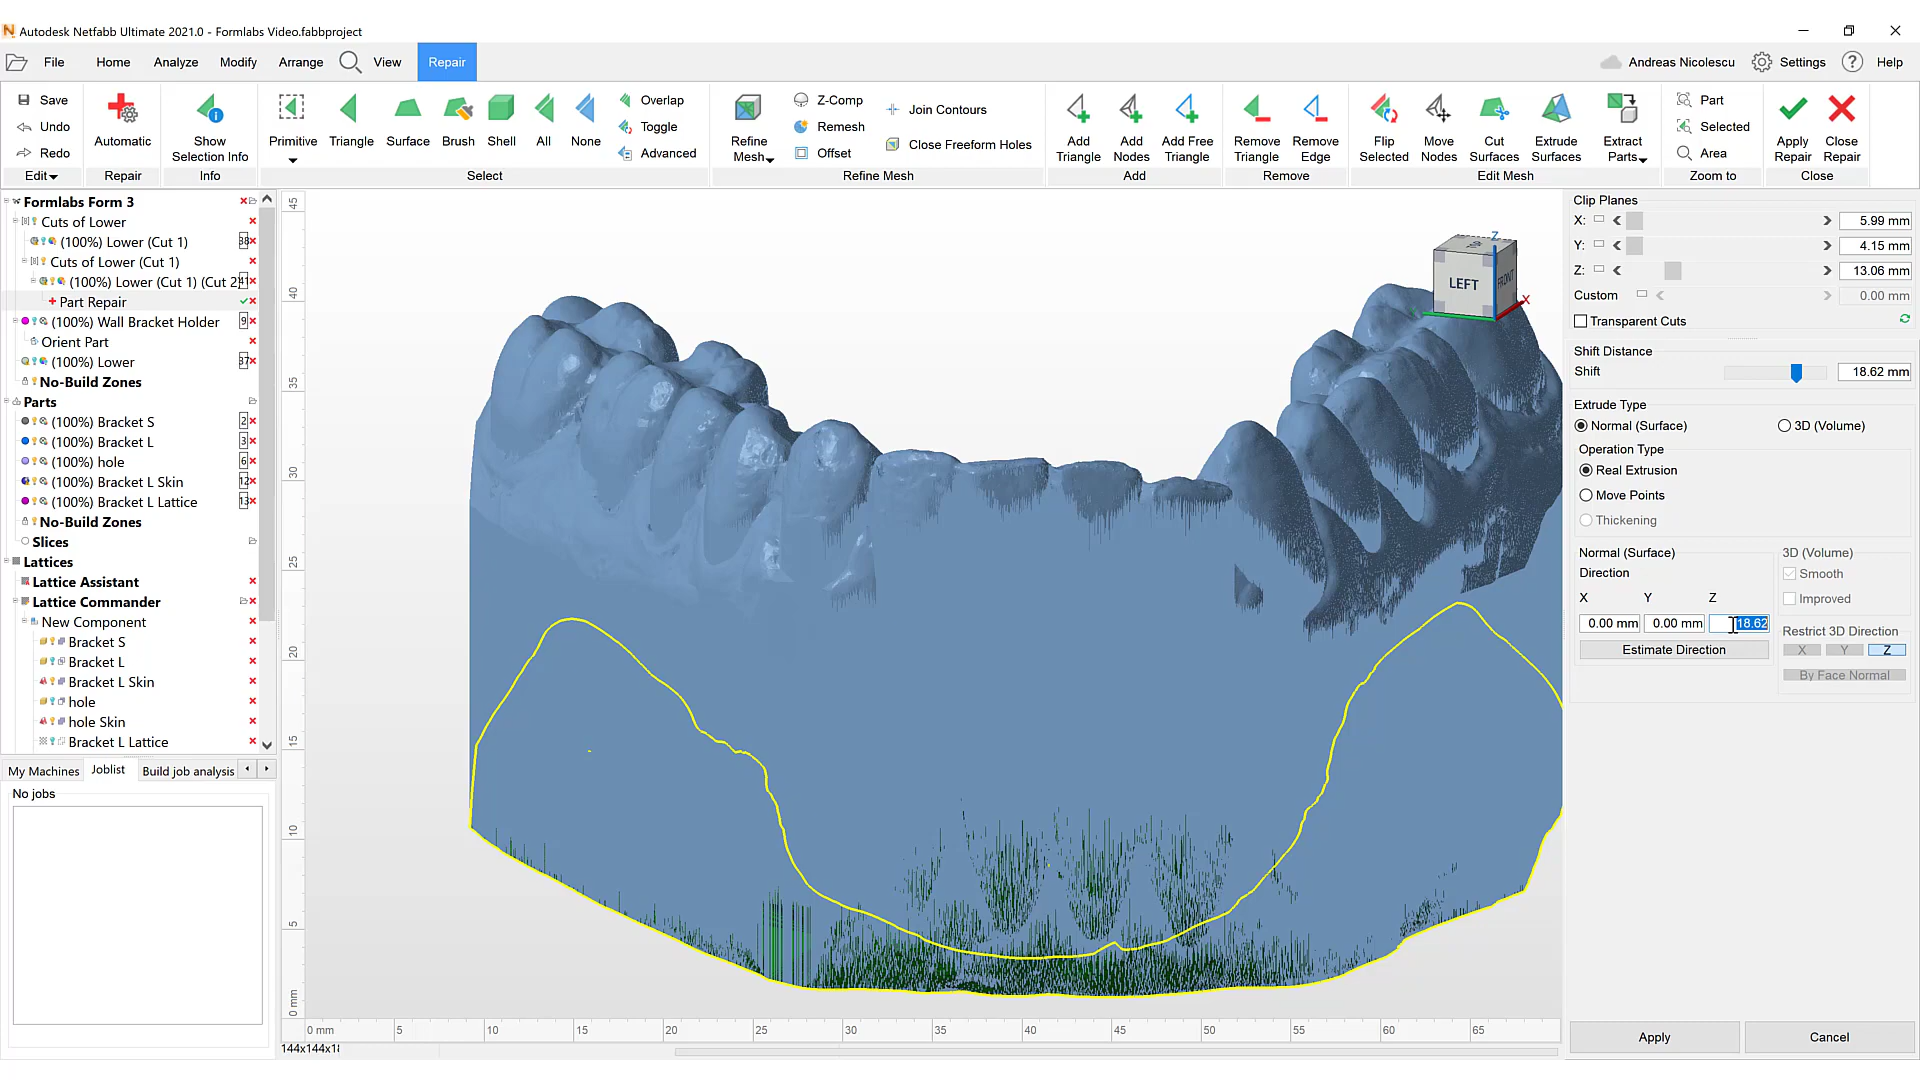 Autodesk Netfabb Ultimate 2021.0 - Formlabs Video.fabbproject
File Home Analyze Modify Arrange View Repair
Andreas Nicolescu Settings Help
Save
Undo
Redo
Edit
Automatic
Repair
Show
Selection Info
Info
Primitive
Triangle
Surface
Brush
Shell
All
None
Overlap
Toggle
Advanced
Select
Refine
Mesh
Z-Comp
Remesh
Offset
Join Contours
Close Freeform Holes
Refine Mesh
Add
Triangle
Add
Nodes
Add Free
Triangle
Add
Remove
Triangle
Remove
Edge
Remove
Flip
Selected
Move
Nodes
Cut
Surfaces
Extrude
Surfaces
Extract
Parts
Edit Mesh
Part
Selected
Area
Zoom to
Apply
Repair
Close
Repair
Close
Formlabs Form 3
Cuts of Lower
(100%) Lower (Cut 1)
Cuts of Lower (Cut 1)
(100%) Lower (Cut 1) (Cut 2)
Part Repair
(100%) Wall Bracket Holder 9
Orient Part
(100%) Lower
No-Build Zones
Parts
(100%) Bracket S 2
(100%) Bracket L 3
(100%) hole 6
(100%) Bracket L Skin 12
(100%) Bracket L Lattice 13
No-Build Zones
Slices
Lattices
Lattice Assistant
Lattice Commander
New Component
Bracket S
Bracket L
Bracket L Skin
hole
hole Skin
Bracket L Lattice
My Machines Joblist Build job analysis
No jobs
45
40
35
30
25
20
15
10
5
0 mm
0 mm 5 10 15 20 25 30 35 40 45 50 55 60 65
LEFT
FRONT
Z
X
Clip Planes
X: 5.99 mm
Y: 4.15 mm
Z: 13.06 mm
Custom 0.00 mm
Transparent Cuts
Shift Distance
Shift 18.62 mm
Extrude Type
Normal (Surface) 3D (Volume)
Operation Type
Real Extrusion
Move Points
Thickening
Normal (Surface)
Direction
X Y Z
0.00 mm 0.00 mm 18.62
Estimate Direction
3D (Volume)
Smooth
Improved
Restrict 3D Direction
X Y Z
By Face Normal
Apply Cancel